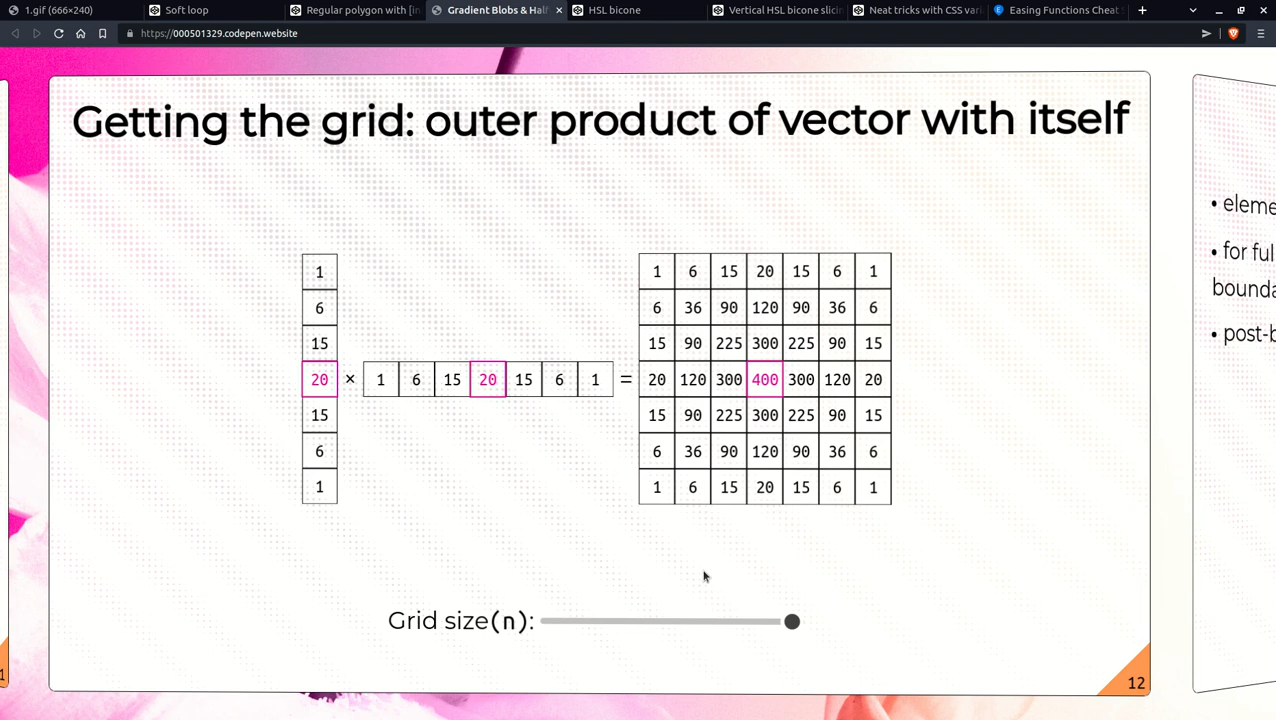 1.gif (666×240)
Soft loop
Regular polygon with [in
Gradient Blobs & Half
HSL bicone
Vertical HSL bicone slicin
Neat tricks with CSS vari
Easing Functions Cheat S
https://000501329.codepen.website
Getting the grid: outer product of vector with itself
1
6
15
20
15
6
1
×
1 6 15 20 15 6 1
=
1 6 15 20 15 6 1
6 36 90 120 90 36 6
15 90 225 300 225 90 15
20 120 300 400 300 120 20
15 90 225 300 225 90 15
6 36 90 120 90 36 6
1 6 15 20 15 6 1
Grid size(n):
12
• eleme
• for ful
bounda
• post-b
1